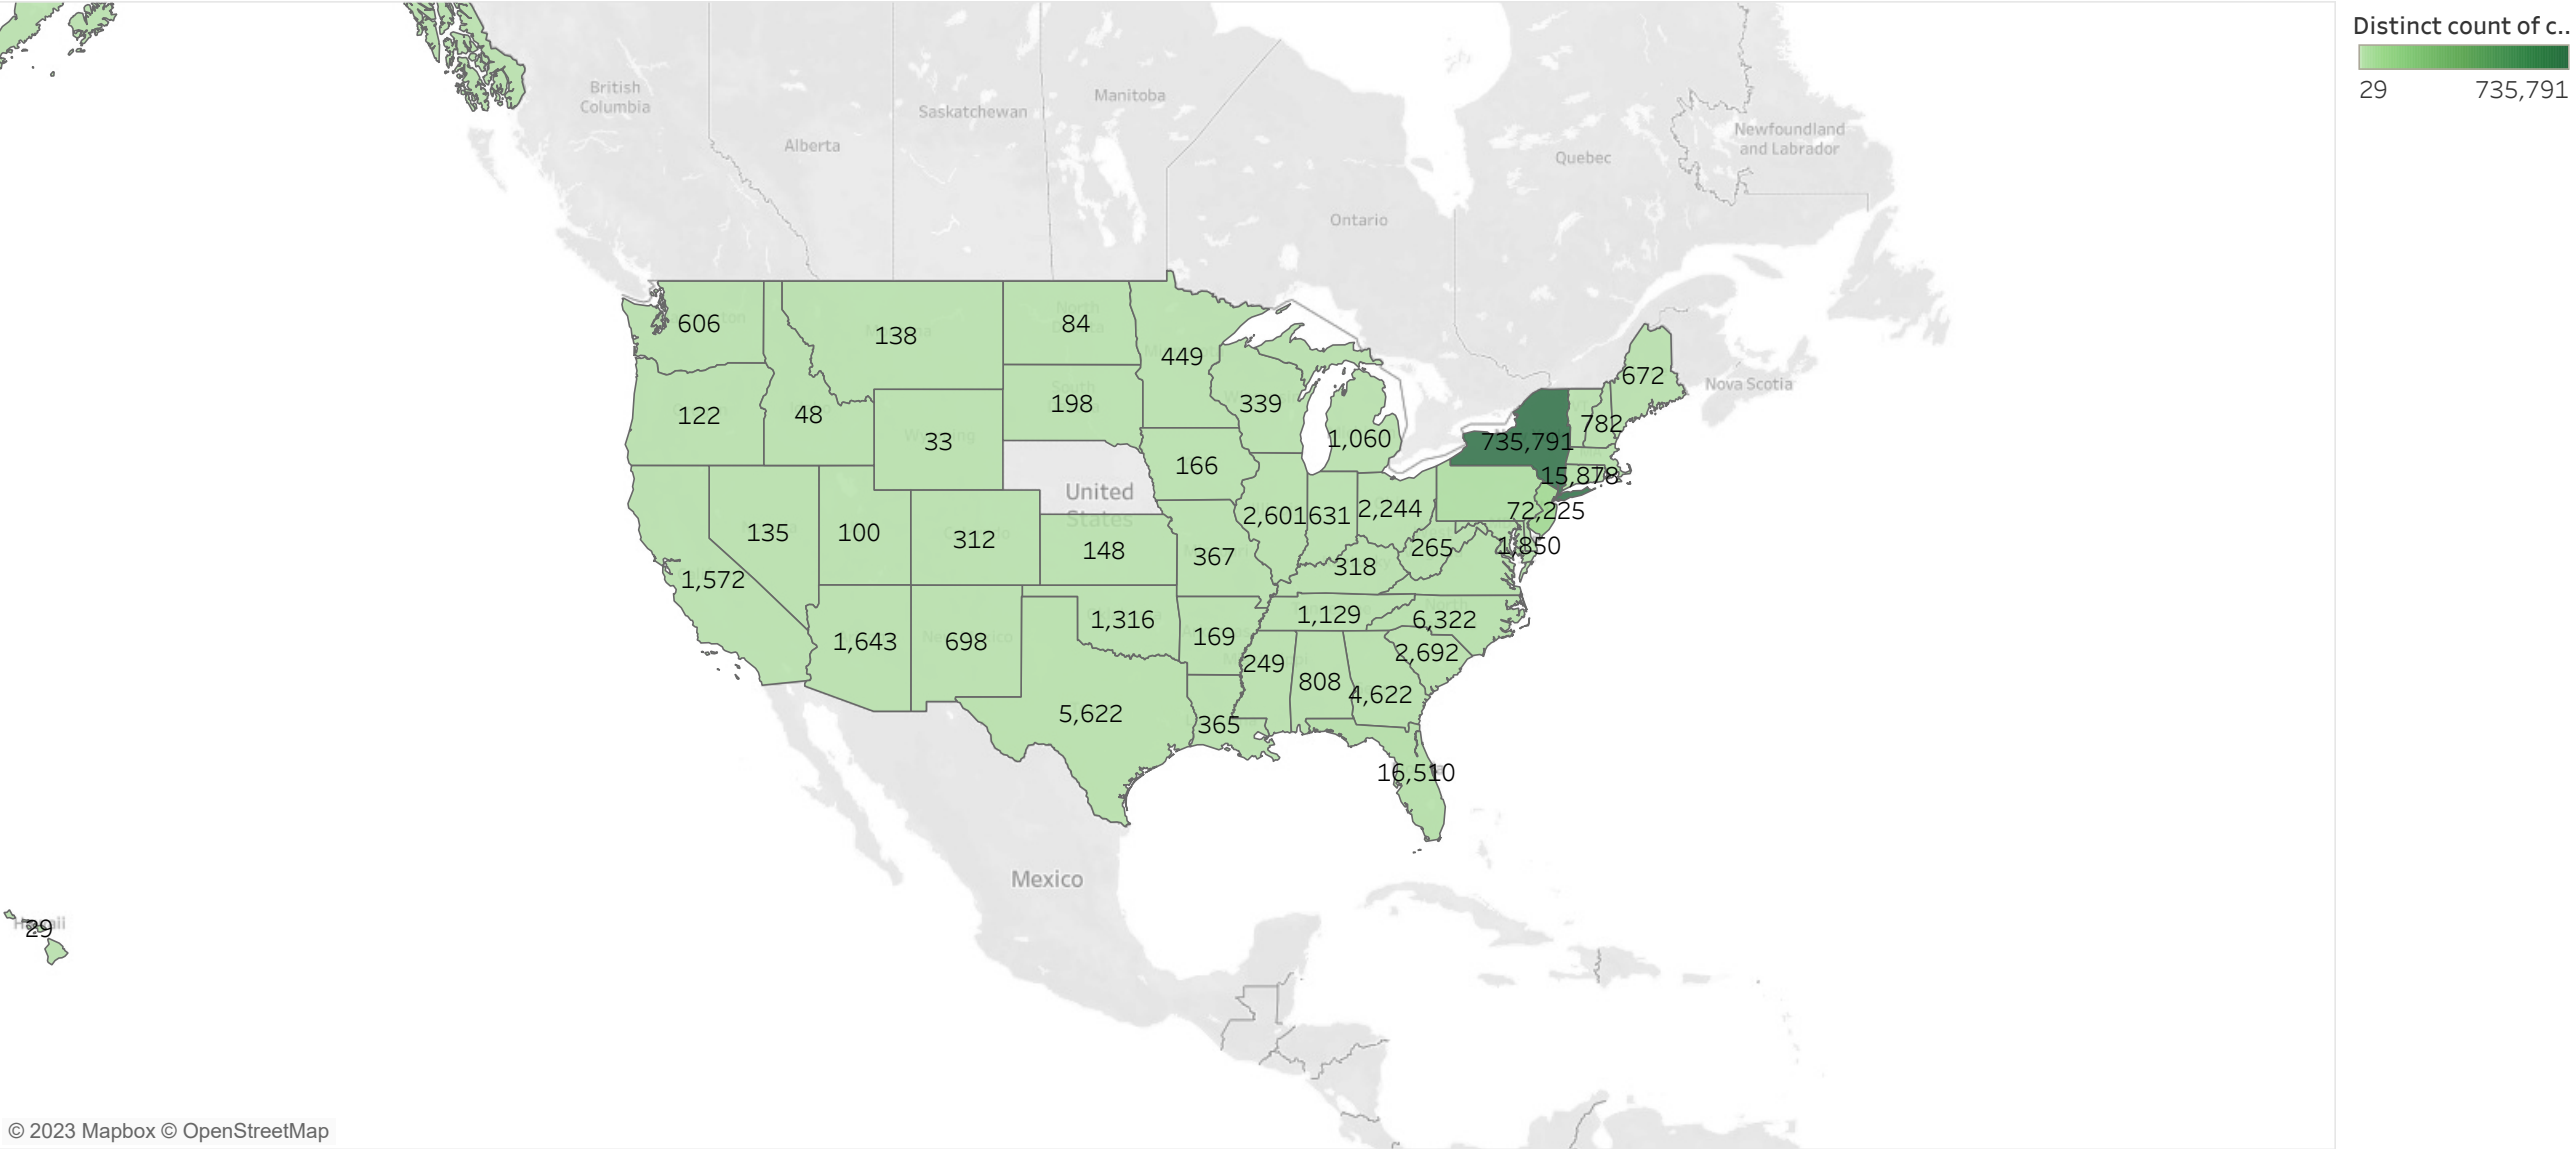 Distinct count of c..
29
735,791
British
Columbia
Alberta
Saskatchewan
Manitoba
Ontario
Quebec
Newfoundland
and Labrador
Nova Scotia
606
138
84
449
672
122
48
33
198
339
1,060
735,791
782
15,878
166
United
States
72,225
135
100
312
148
367
2,601
631
2,244
265
1,850
1,572
318
1,643
698
1,316
169
1,129
6,322
249
808
2,692
4,622
5,622
365
16,510
Mexico
29
© 2023 Mapbox © OpenStreetMap